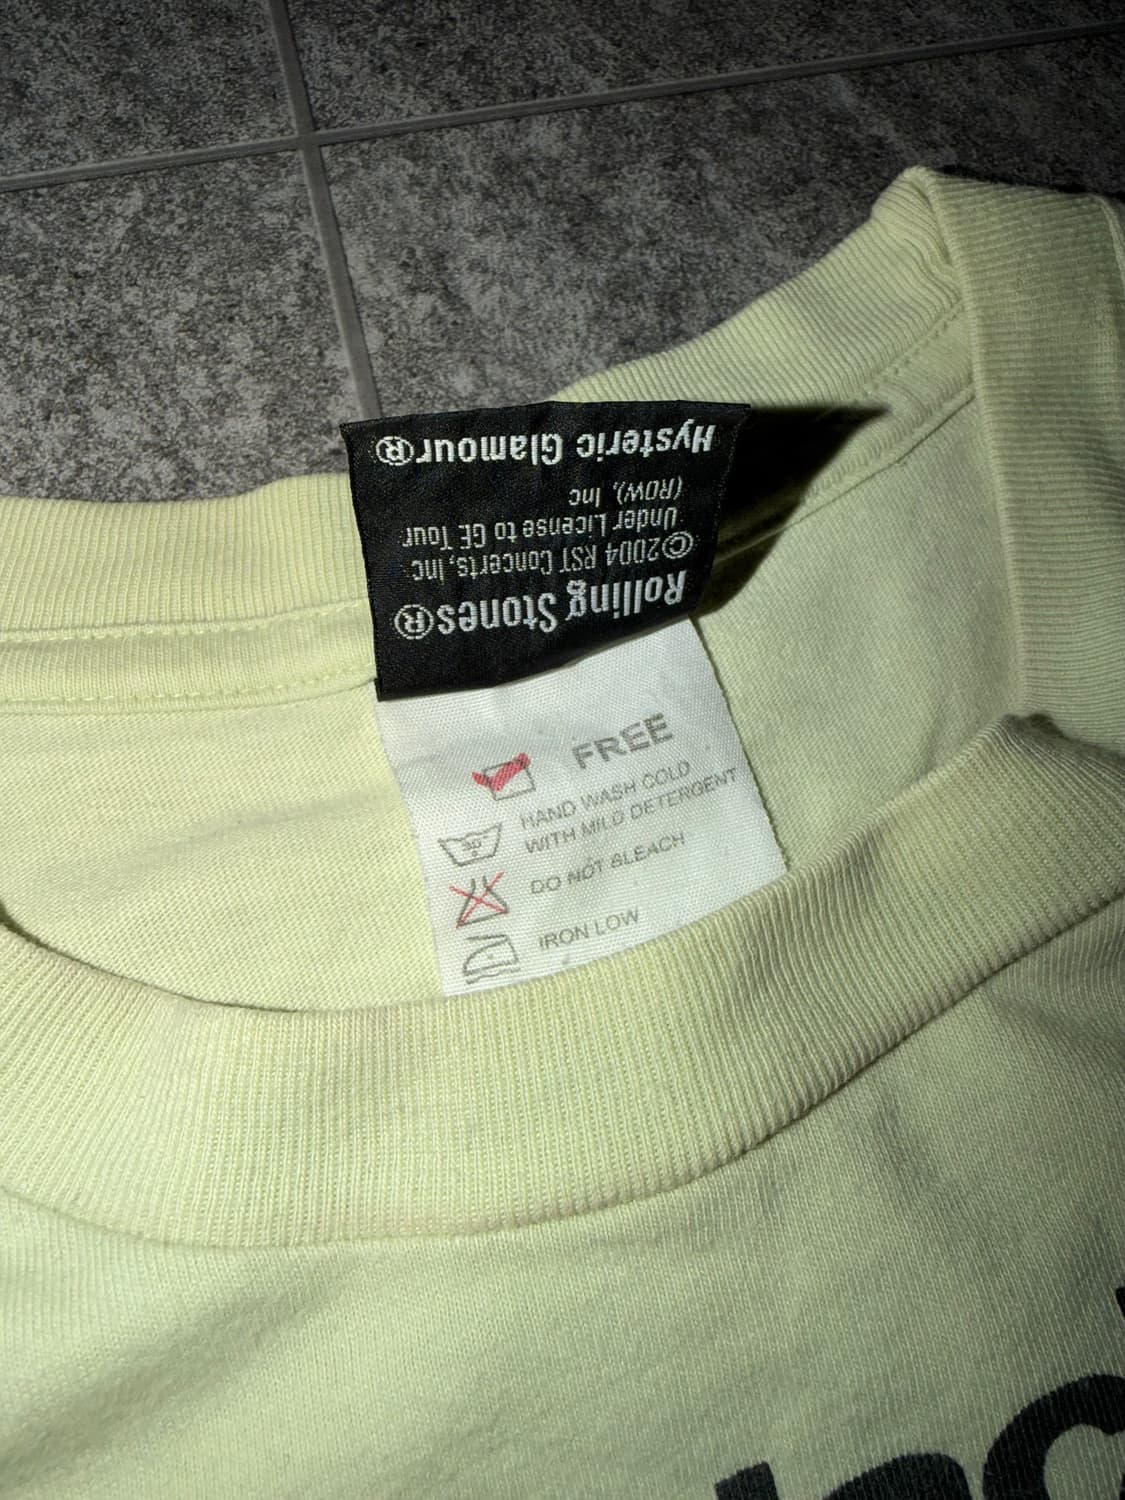 Rolling Stones®
©2004 RST Concerts, Inc
Under License to GE Tour
(ROW), Inc
Hysteric Glamour®
FREE
HAND WASH COLD
WITH MILD DETERGENT
30
DO NOT BLEACH
IRON LOW